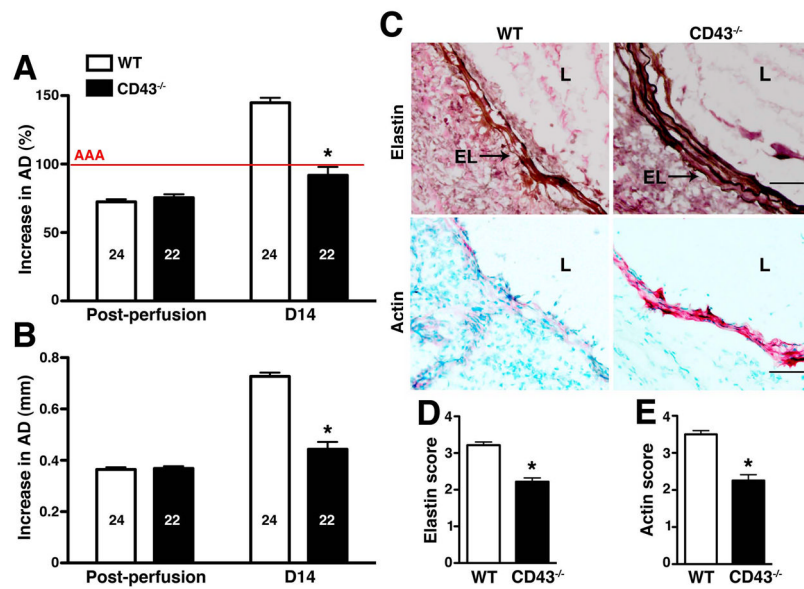 A
WT
CD43-/-
Increase in AD (%)
150
100
50
0
AAA
*
24
22
24
22
Post-perfusion
D14
B
Increase in AD (mm)
0.8
0.6
0.4
0.2
0
*
24
22
24
22
Post-perfusion
D14
C
WT
CD43-/-
Elastin
L
EL
L
EL
Actin
L
L
D
Elastin score
4
3
2
1
0
*
WT
CD43-/-
E
Actin score
4
3
2
1
0
*
WT
CD43-/-